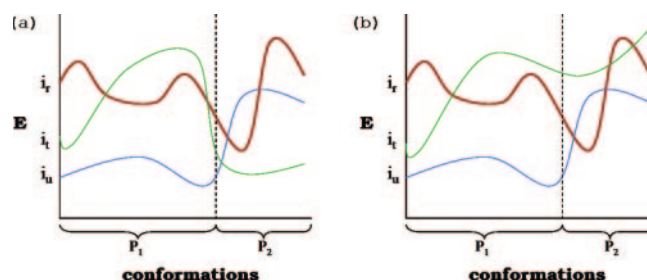 (a)
i_r
E
i_t
i_u
P_1
P_2
conformations
(b)
i_r
E
i_t
i_u
P_1
P_2
conformations